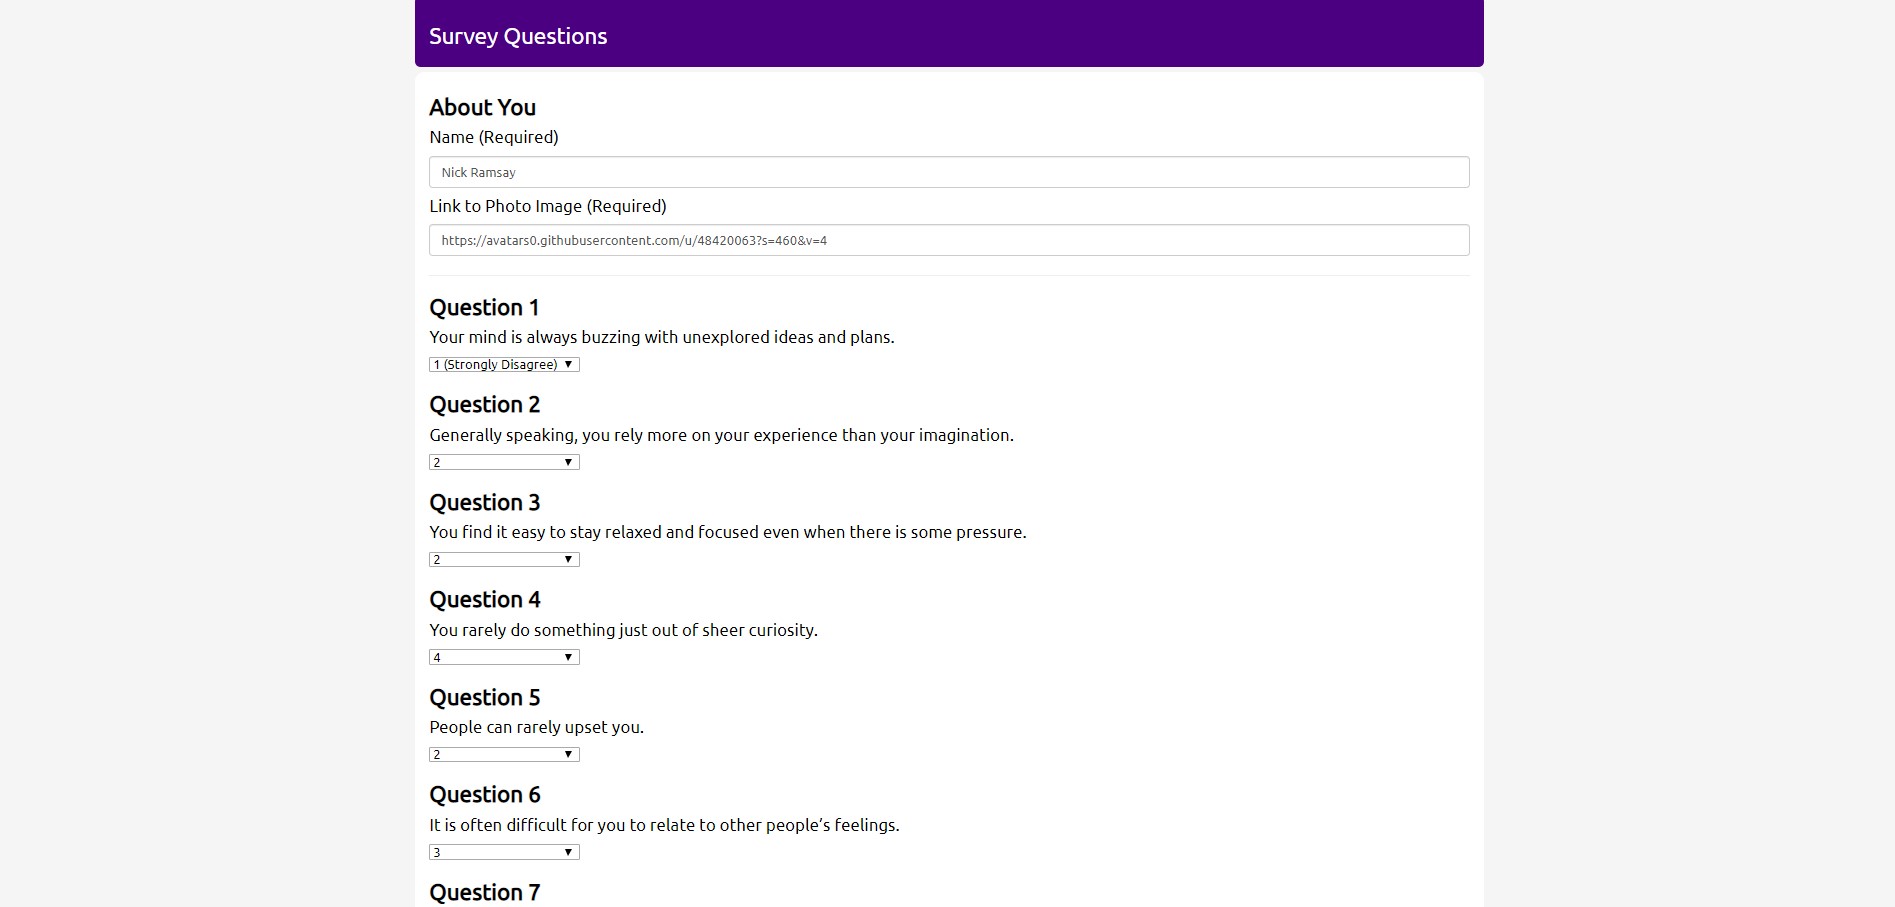 Survey Questions
About You
Name (Required)
Nick Ramsay
Link to Photo Image (Required)
https://avatars0.githubusercontent.com/u/48420063?s=460&v=4
Question 1
Your mind is always buzzing with unexplored ideas and plans.
1 (Strongly Disagree)
Question 2
Generally speaking, you rely more on your experience than your imagination.
2
Question 3
You find it easy to stay relaxed and focused even when there is some pressure.
2
Question 4
You rarely do something just out of sheer curiosity.
4
Question 5
People can rarely upset you.
2
Question 6
It is often difficult for you to relate to other people’s feelings.
3
Question 7